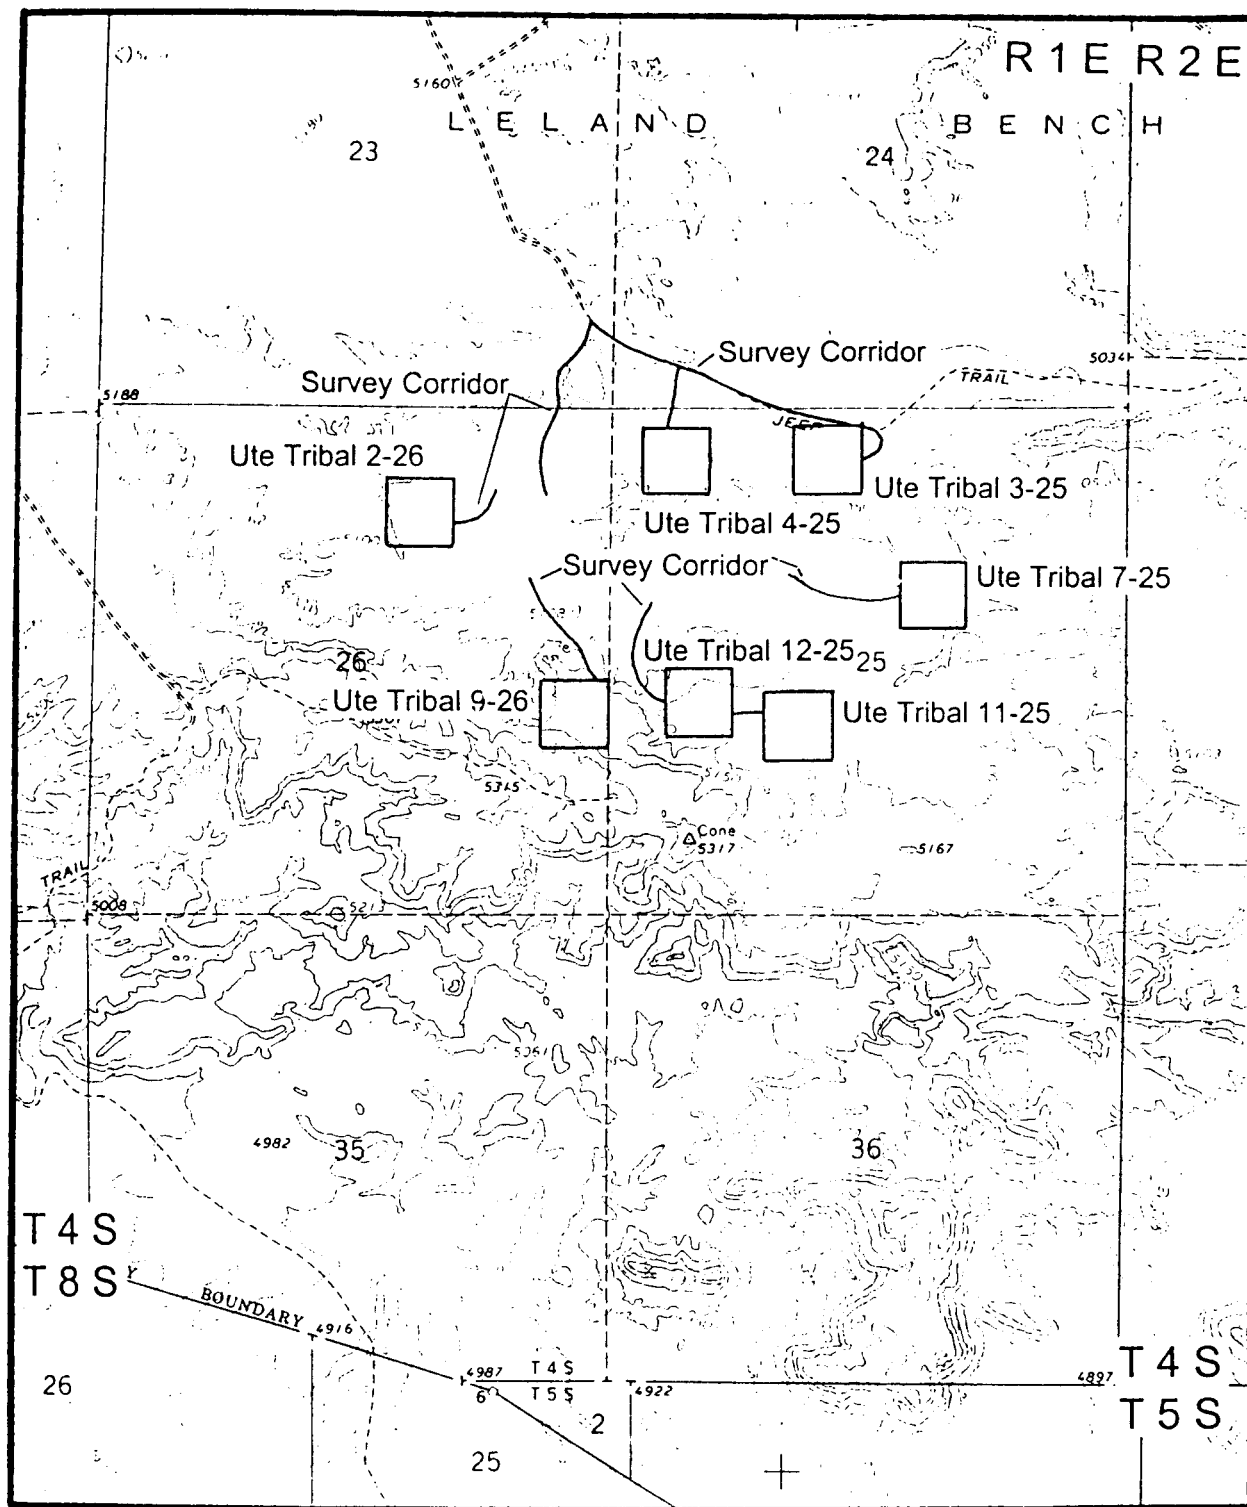 R1E R2E
5160
LELAND BENCH
23
24
Survey Corridor
5034
TRAIL
Survey Corridor
5188
JEEP
Ute Tribal 2-26
Ute Tribal 3-25
Ute Tribal 4-25
Survey Corridor
Ute Tribal 7-25
26
Ute Tribal 12-25
25
Ute Tribal 9-26
Ute Tribal 11-25
5315
Cone
5317
5167
TRAIL
5008
5213
4982
35
36
T4S
T8S
BOUNDARY
4916
4987
T4S
4897
T4S
26
6
T5S
4922
T5S
2
25